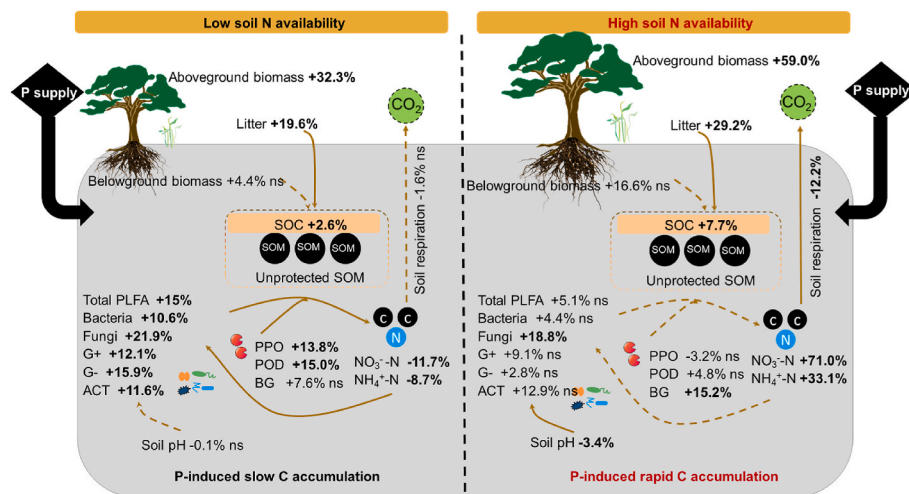 Low soil N availability
P supply
Aboveground biomass +32.3%
CO₂
Litter +19.6%
Belowground biomass +4.4% ns
Soil respiration -1.6% ns
SOC +2.6%
SOM SOM SOM
Unprotected SOM
Total PLFA +15%
Bacteria +10.6%
Fungi +21.9%
G+ +12.1%
G- +15.9%
ACT +11.6%
PPO +13.8%
POD +15.0%
BG +7.6% ns
C C
N
NO₃⁻-N -11.7%
NH₄⁺-N -8.7%
Soil pH -0.1% ns
P-induced slow C accumulation
High soil N availability
P supply
Aboveground biomass +59.0%
CO₂
Litter +29.2%
Belowground biomass +16.6% ns
Soil respiration -12.2%
SOC +7.7%
SOM SOM SOM
Unprotected SOM
Total PLFA +5.1% ns
Bacteria +4.4% ns
Fungi +18.8%
G+ +9.1% ns
G- -2.8% ns
ACT +12.9% ns
PPO -3.2% ns
POD +4.8% ns
BG +15.2%
C C
N
NO₃⁻-N +71.0%
NH₄⁺-N +33.1%
Soil pH -3.4%
P-induced rapid C accumulation